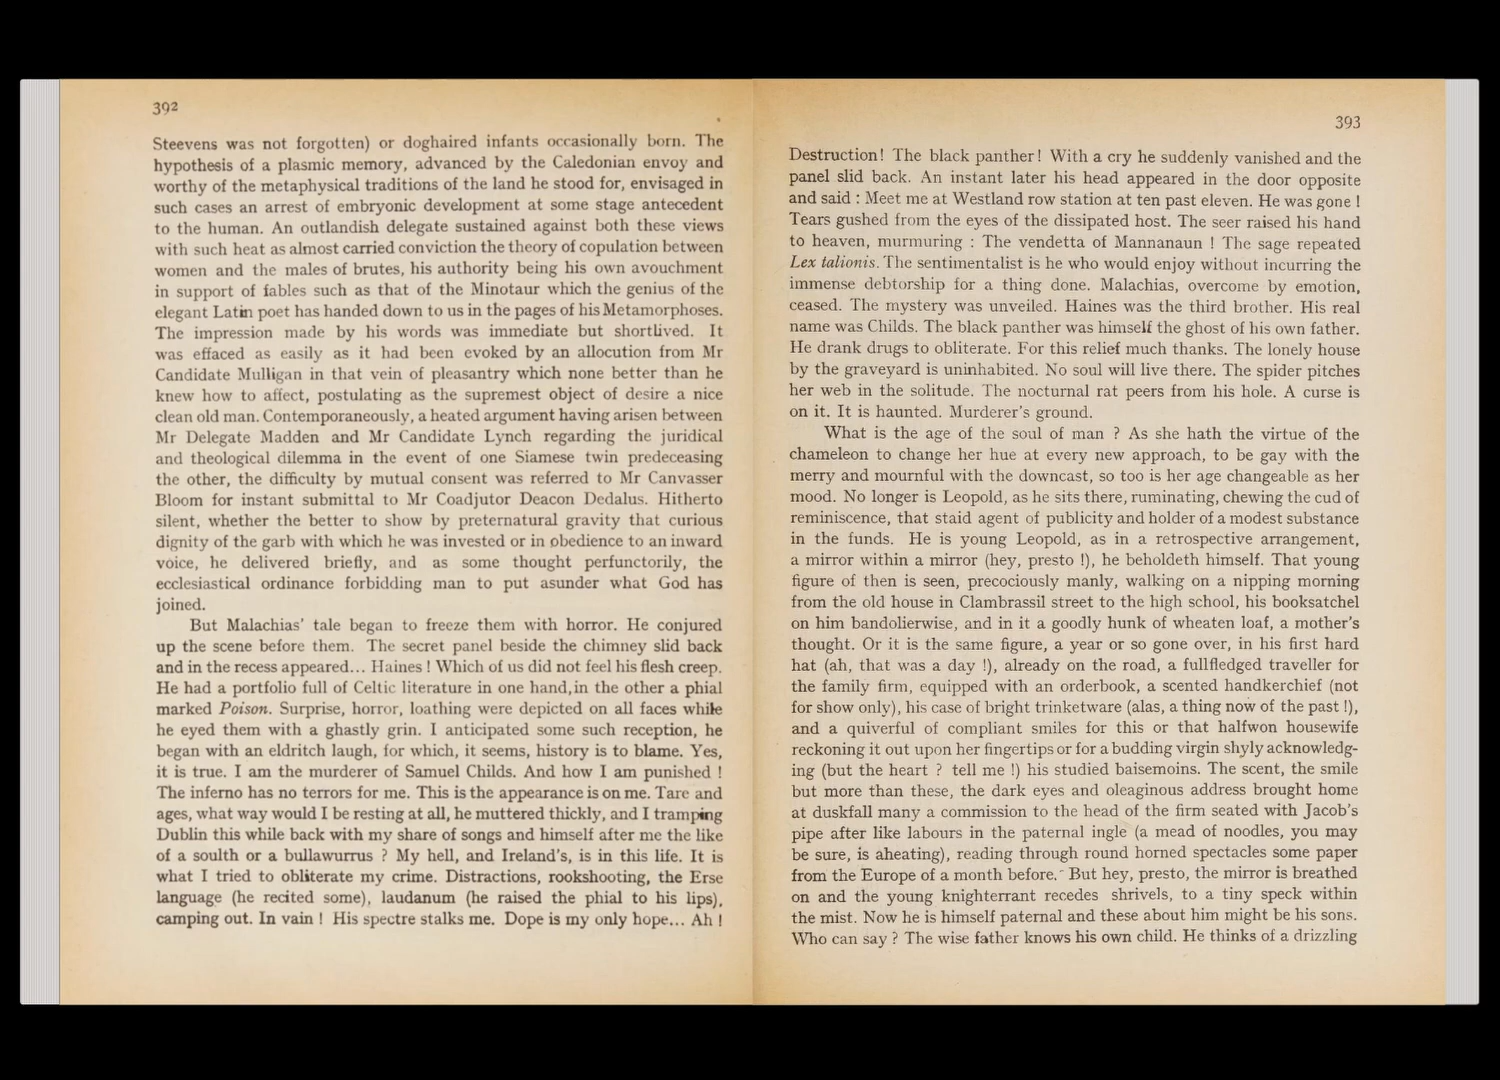 392
Steevens was not forgotten) or doghaired infants occasionally born. The
hypothesis of a plasmic memory, advanced by the Caledonian envoy and
worthy of the metaphysical traditions of the land he stood for, envisaged in
such cases an arrest of embryonic development at some stage antecedent
to the human. An outlandish delegate sustained against both these views
with such heat as almost carried conviction the theory of copulation between
women and the males of brutes, his authority being his own avouchment
in support of fables such as that of the Minotaur which the genius of the
elegant Latin poet has handed down to us in the pages of his Metamorphoses.
The impression made by his words was immediate but shortlived. It
was effaced as easily as it had been evoked by an allocution from Mr
Candidate Mulligan in that vein of pleasantry which none better than he
knew how to affect, postulating as the supremest object of desire a nice
clean old man. Contemporaneously, a heated argument having arisen between
Mr Delegate Madden and Mr Candidate Lynch regarding the juridical
and theological dilemma in the event of one Siamese twin predeceasing
the other, the difficulty by mutual consent was referred to Mr Canvasser
Bloom for instant submittal to Mr Coadjutor Deacon Dedalus. Hitherto
silent, whether the better to show by preternatural gravity that curious
dignity of the garb with which he was invested or in obedience to an inward
voice, he delivered briefly, and as some thought perfunctorily, the
ecclesiastical ordinance forbidding man to put asunder what God has
joined.
But Malachias' tale began to freeze them with horror. He conjured
up the scene before them. The secret panel beside the chimney slid back
and in the recess appeared... Haines ! Which of us did not feel his flesh creep.
He had a portfolio full of Celtic literature in one hand, in the other a phial
marked Poison. Surprise, horror, loathing were depicted on all faces while
he eyed them with a ghastly grin. I anticipated some such reception, he
began with an eldritch laugh, for which, it seems, history is to blame. Yes,
it is true. I am the murderer of Samuel Childs. And how I am punished !
The inferno has no terrors for me. This is the appearance is on me. Tare and
ages, what way would I be resting at all, he muttered thickly, and I tramping
Dublin this while back with my share of songs and himself after me the like
of a soulth or a bullawurrus ? My hell, and Ireland's, is in this life. It is
what I tried to obliterate my crime. Distractions, rookshooting, the Erse
language (he recited some), laudanum (he raised the phial to his lips),
camping out. In vain ! His spectre stalks me. Dope is my only hope... Ah !
393
Destruction! The black panther! With a cry he suddenly vanished and the
panel slid back. An instant later his head appeared in the door opposite
and said : Meet me at Westland row station at ten past eleven. He was gone !
Tears gushed from the eyes of the dissipated host. The seer raised his hand
to heaven, murmuring : The vendetta of Mannanaun ! The sage repeated
Lex talionis. The sentimentalist is he who would enjoy without incurring the
immense debtorship for a thing done. Malachias, overcome by emotion,
ceased. The mystery was unveiled. Haines was the third brother. His real
name was Childs. The black panther was himself the ghost of his own father.
He drank drugs to obliterate. For this relief much thanks. The lonely house
by the graveyard is uninhabited. No soul will live there. The spider pitches
her web in the solitude. The nocturnal rat peers from his hole. A curse is
on it. It is haunted. Murderer's ground.
What is the age of the soul of man ? As she hath the virtue of the
chameleon to change her hue at every new approach, to be gay with the
merry and mournful with the downcast, so too is her age changeable as her
mood. No longer is Leopold, as he sits there, ruminating, chewing the cud of
reminiscence, that staid agent of publicity and holder of a modest substance
in the funds. He is young Leopold, as in a retrospective arrangement,
a mirror within a mirror (hey, presto !), he beholdeth himself. That young
figure of then is seen, precociously manly, walking on a nipping morning
from the old house in Clambrassil street to the high school, his booksatchel
on him bandolierwise, and in it a goodly hunk of wheaten loaf, a mother's
thought. Or it is the same figure, a year or so gone over, in his first hard
hat (ah, that was a day !), already on the road, a fullfledged traveller for
the family firm, equipped with an orderbook, a scented handkerchief (not
for show only), his case of bright trinketware (alas, a thing now of the past !),
and a quiverful of compliant smiles for this or that halfwon housewife
reckoning it out upon her fingertips or for a budding virgin shyly acknowledg-
ing (but the heart ? tell me !) his studied baisemoins. The scent, the smile
but more than these, the dark eyes and oleaginous address brought home
at duskfall many a commission to the head of the firm seated with Jacob's
pipe after like labours in the paternal ingle (a mead of noodles, you may
be sure, is aheating), reading through round horned spectacles some paper
from the Europe of a month before. But hey, presto, the mirror is breathed
on and the young knighterrant recedes shrivels, to a tiny speck within
the mist. Now he is himself paternal and these about him might be his sons.
Who can say ? The wise father knows his own child. He thinks of a drizzling